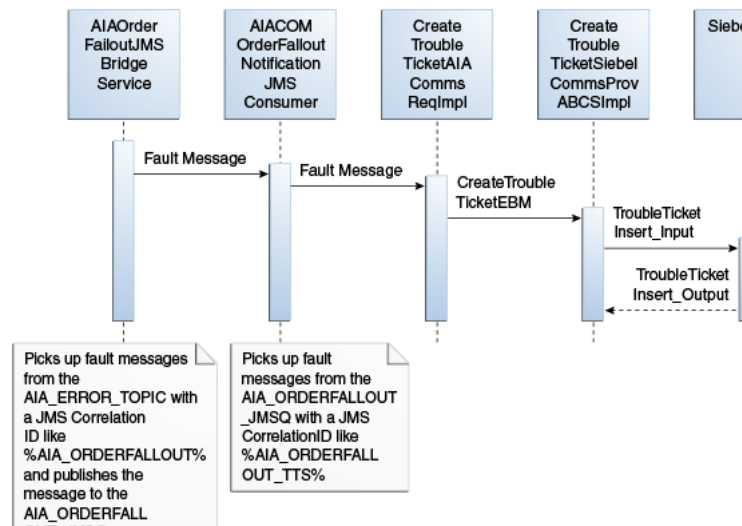 AIAOrder
FailoutJMS
Bridge
Service
AIACOM
OrderFallout
Notification
JMS
Consumer
Create
Trouble
TicketAIA
Comms
ReqImpl
Create
Trouble
TicketSiebel
CommsProv
ABCSImpl
Fault Message
Fault Message
CreateTrouble
TicketEBM
TroubleTicket
Insert_Input
TroubleTicket
Insert_Output
Picks up fault messages
from the
AIA_ERROR_TOPIC with
a JMS Correlation
ID like
%AIA_ORDERFALLOUT%
and publishes the
message to the
AIA_ORDERFALL
Picks up fault
messages from the
AIA_ORDERFALLOUT
_JMSQ with a JMS
CorrelationID like
%AIA_ORDERFALL
OUT_TTS%